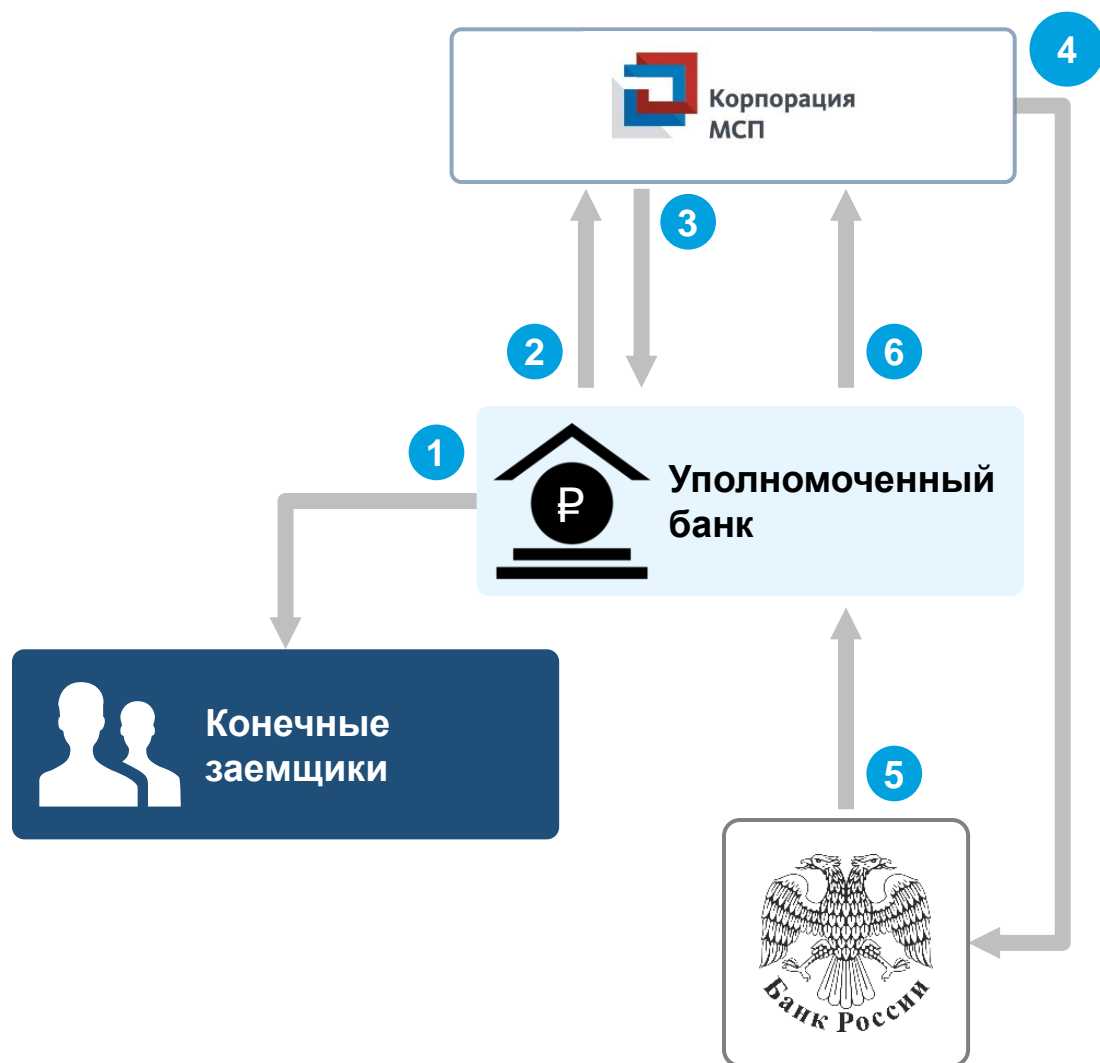 4
Корпорация
МСП
3
2
6
1
Уполномоченный
банк
₽
Конечные
заемщики
5
Банк России